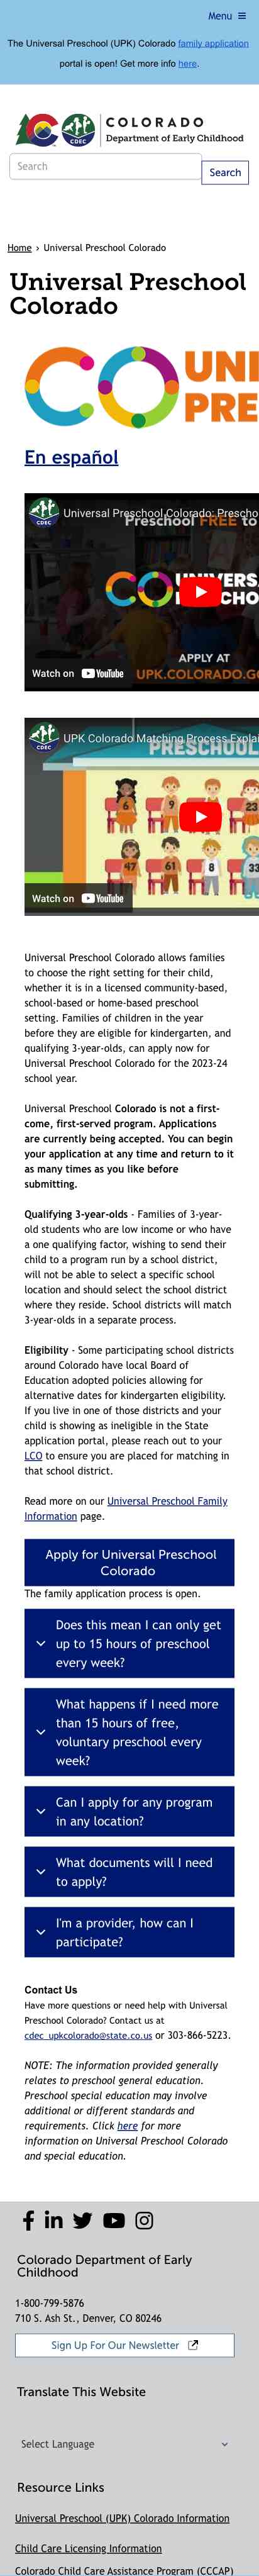 Menu ≡
The Universal Preschool (UPK) Colorado family application
portal is open! Get more info here.
COLORADO
CDEC
Department of Early Childhood
Search
Search
Home › Universal Preschool Colorado
Universal Preschool
Colorado
UNI
PRE
En español
CDEC
Universal Preschool Colorado: Prescho
Preschool FREE to
UNIVERS
CHO
APPLY AT
UPK.COLORADO.GO
Watch on YouTube
CDEC
UPK Colorado Matching Process Explai
PRESCHOOL
6
9
23
47
61
8
33
Watch on YouTube
Universal Preschool Colorado allows families
to choose the right setting for their child,
whether it is in a licensed community-based,
school-based or home-based preschool
setting. Families of children in the year
before they are eligible for kindergarten, and
qualifying 3-year-olds, can apply now for
Universal Preschool Colorado for the 2023-24
school year.
Universal Preschool Colorado is not a first-
come, first-served program. Applications
are currently being accepted. You can begin
your application at any time and return to it
as many times as you like before
submitting.
Qualifying 3-year-olds - Families of 3-year-
old students who are low income or who have
a one qualifying factor, wishing to send their
child to a program run by a school district,
will not be able to select a specific school
location and should select the school district
where they reside. School districts will match
3-year-olds in a separate process.
Eligibility - Some participating school districts
around Colorado have local Board of
Education adopted policies allowing for
alternative dates for kindergarten eligibility.
If you live in one of those districts and your
child is showing as ineligible in the State
application portal, please reach out to your
LCO to ensure you are placed for matching in
that school district.
Read more on our Universal Preschool Family
Information page.
Apply for Universal Preschool
Colorado
The family application process is open.
Does this mean I can only get
up to 15 hours of preschool
every week?
What happens if I need more
than 15 hours of free,
voluntary preschool every
week?
Can I apply for any program
in any location?
What documents will I need
to apply?
I'm a provider, how can I
participate?
Contact Us
Have more questions or need help with Universal
Preschool Colorado? Contact us at
cdec_upkcolorado@state.co.us or 303-866-5223.
NOTE: The information provided generally
relates to preschool general education.
Preschool special education may involve
additional or different standards and
requirements. Click here for more
information on Universal Preschool Colorado
and special education.
Colorado Department of Early
Childhood
1-800-799-5876
710 S. Ash St., Denver, CO 80246
Sign Up For Our Newsletter
Translate This Website
Select Language
Resource Links
Universal Preschool (UPK) Colorado Information
Child Care Licensing Information
Colorado Child Care Assistance Program (CCCAP)